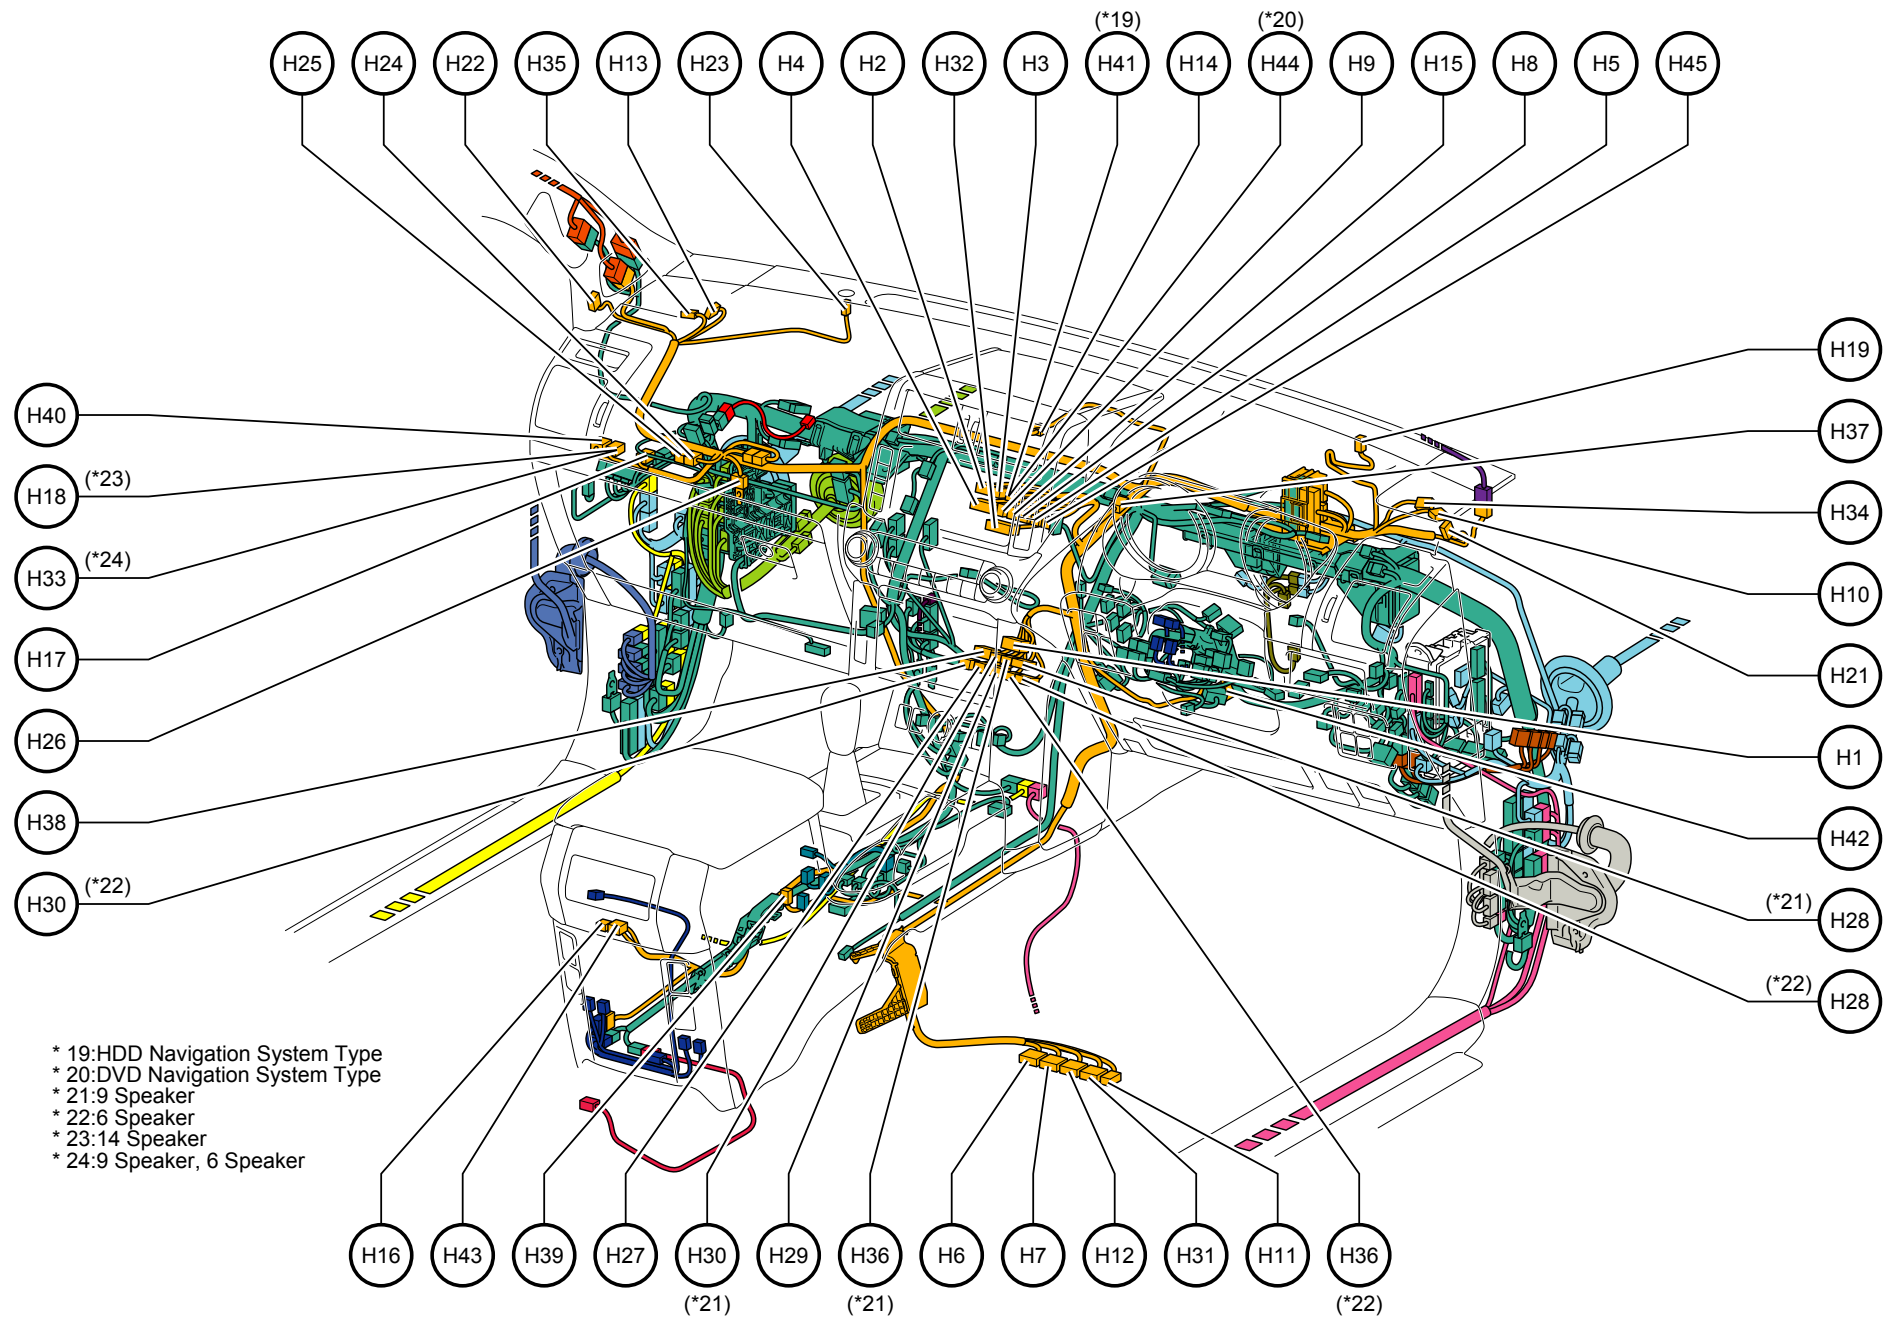 (*19) (*20)
H25 H24 H22 H35 H13 H23 H4 H2 H32 H3 H41 H14 H44 H9 H15 H8 H5 H45
H19
H40
H37
H18 (*23)
H34
H33 (*24)
H10
H17
H21
H26
H1
H38
H42
H30 (*22)
(*21)
H28
(*22)
H28
* 19:HDD Navigation System Type
* 20:DVD Navigation System Type
* 21:9 Speaker
* 22:6 Speaker
* 23:14 Speaker
* 24:9 Speaker, 6 Speaker
H16 H43 H39 H27 H30 H29 H36 H6 H7 H12 H31 H11 H36
(*21) (*21) (*22)